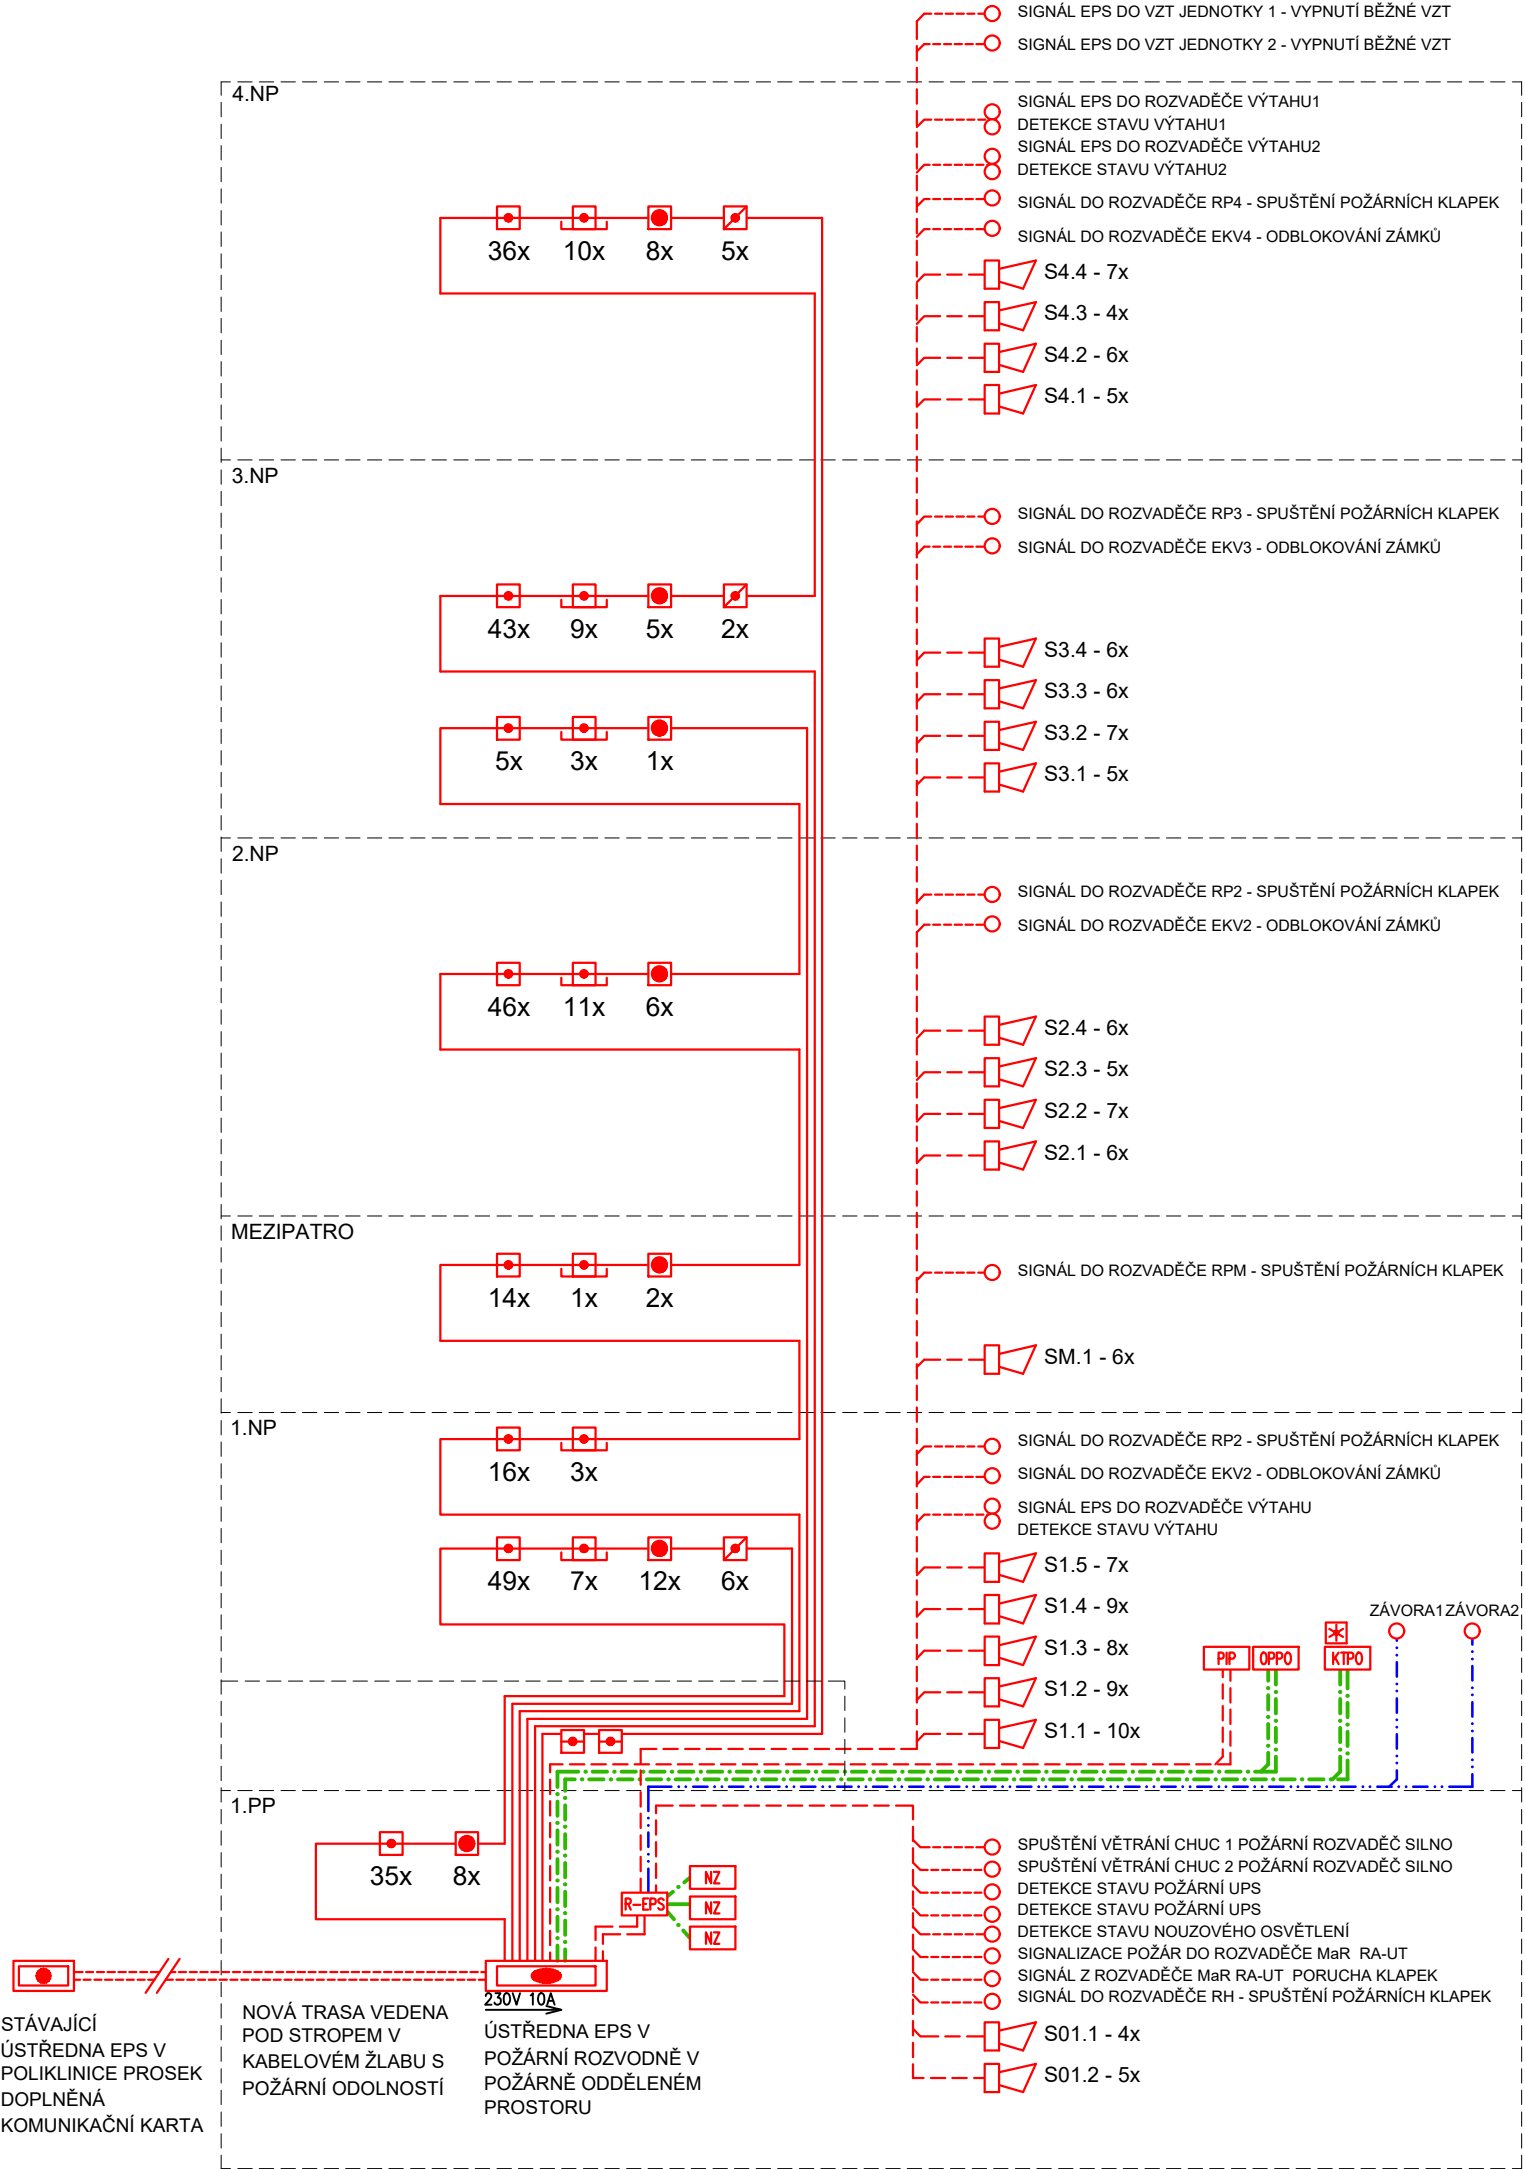 SIGNÁL EPS DO VZT JEDNOTKY 1 - VYPNUTÍ BĚŽNÉ VZT
SIGNÁL EPS DO VZT JEDNOTKY 2 - VYPNUTÍ BĚŽNÉ VZT
4.NP
SIGNÁL EPS DO ROZVADĚČE VÝTAHU1
DETEKCE STAVU VÝTAHU1
SIGNÁL EPS DO ROZVADĚČE VÝTAHU2
DETEKCE STAVU VÝTAHU2
SIGNÁL DO ROZVADĚČE RP4 - SPUŠTĚNÍ POŽÁRNÍCH KLAPEK
SIGNÁL DO ROZVADĚČE EKV4 - ODBLOKOVÁNÍ ZÁMKŮ
36x 10x 8x 5x
S4.4 - 7x
S4.3 - 4x
S4.2 - 6x
S4.1 - 5x
3.NP
SIGNÁL DO ROZVADĚČE RP3 - SPUŠTĚNÍ POŽÁRNÍCH KLAPEK
SIGNÁL DO ROZVADĚČE EKV3 - ODBLOKOVÁNÍ ZÁMKŮ
43x 9x 5x 2x
S3.4 - 6x
S3.3 - 6x
S3.2 - 7x
S3.1 - 5x
5x 3x 1x
2.NP
SIGNÁL DO ROZVADĚČE RP2 - SPUŠTĚNÍ POŽÁRNÍCH KLAPEK
SIGNÁL DO ROZVADĚČE EKV2 - ODBLOKOVÁNÍ ZÁMKŮ
46x 11x 6x
S2.4 - 6x
S2.3 - 5x
S2.2 - 7x
S2.1 - 6x
MEZIPATRO
SIGNÁL DO ROZVADĚČE RPM - SPUŠTĚNÍ POŽÁRNÍCH KLAPEK
14x 1x 2x
SM.1 - 6x
1.NP
SIGNÁL DO ROZVADĚČE RP2 - SPUŠTĚNÍ POŽÁRNÍCH KLAPEK
SIGNÁL DO ROZVADĚČE EKV2 - ODBLOKOVÁNÍ ZÁMKŮ
SIGNÁL EPS DO ROZVADĚČE VÝTAHU
DETEKCE STAVU VÝTAHU
16x 3x
49x 7x 12x 6x
S1.5 - 7x
S1.4 - 9x
S1.3 - 8x
S1.2 - 9x
S1.1 - 10x
ZÁVORA1 ZÁVORA2
PIP OPPO KTPO
1.PP
35x 8x
R-EPS
NZ
NZ
NZ
SPUŠTĚNÍ VĚTRÁNÍ CHUC 1 POŽÁRNÍ ROZVADĚČ SILNO
SPUŠTĚNÍ VĚTRÁNÍ CHUC 2 POŽÁRNÍ ROZVADĚČ SILNO
DETEKCE STAVU POŽÁRNÍ UPS
DETEKCE STAVU POŽÁRNÍ UPS
DETEKCE STAVU NOUZOVÉHO OSVĚTLENÍ
SIGNALIZACE POŽÁR DO ROZVADĚČE MaR RA-UT
SIGNÁL Z ROZVADĚČE MaR RA-UT PORUCHA KLAPEK
SIGNÁL DO ROZVADĚČE RH - SPUŠTĚNÍ POŽÁRNÍCH KLAPEK
S01.1 - 4x
S01.2 - 5x
230V 10A
STÁVAJÍCÍ
ÚSTŘEDNA EPS V
POLIKLINICE PROSEK
DOPLNĚNÁ
KOMUNIKAČNÍ KARTA
NOVÁ TRASA VEDENA
POD STROPEM V
KABELOVÉM ŽLABU S
POŽÁRNÍ ODOLNOSTÍ
ÚSTŘEDNA EPS V
POŽÁRNÍ ROZVODNĚ V
POŽÁRNĚ ODDĚLENÉM
PROSTORU